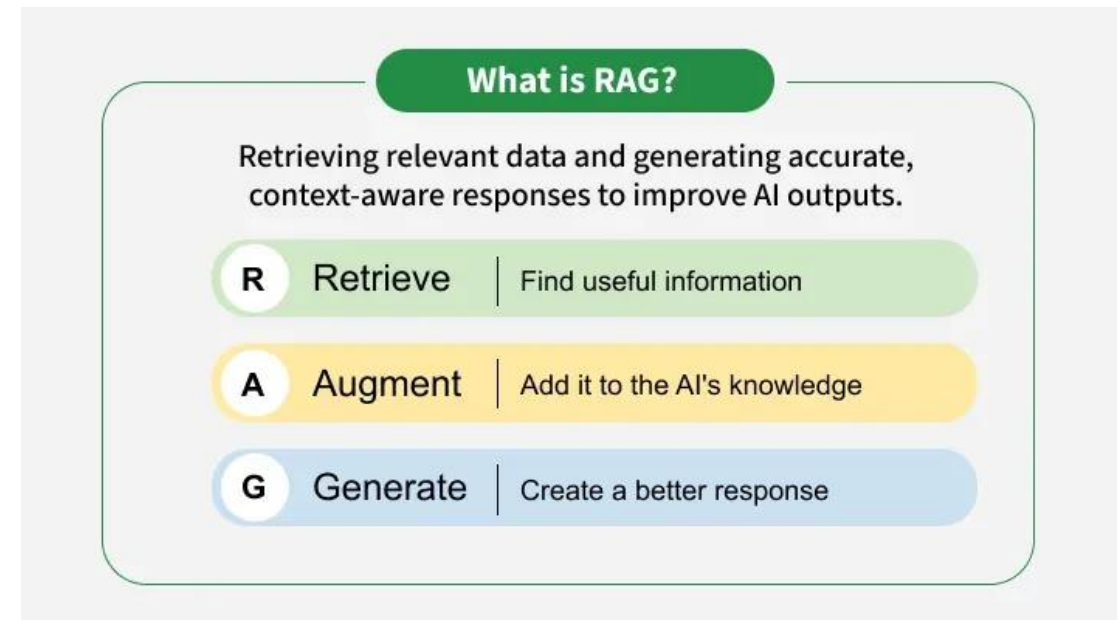 What is RAG?
Retrieving relevant data and generating accurate,
context-aware responses to improve AI outputs.
R Retrieve Find useful information
A Augment Add it to the AI's knowledge
G Generate Create a better response